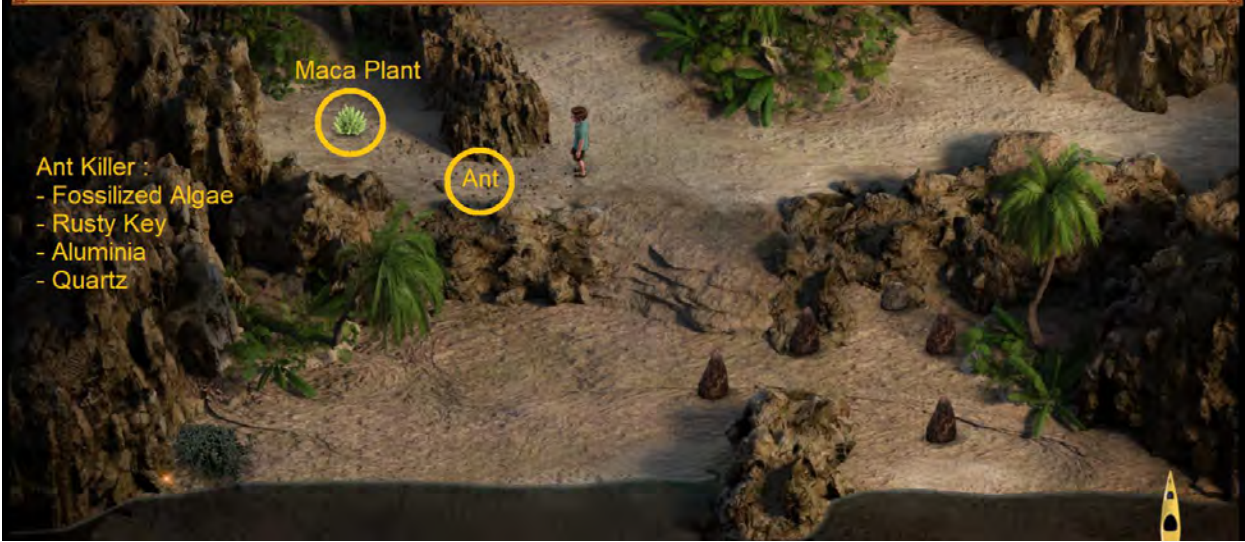 Maca Plant
Ant
Ant Killer :
- Fossilized Algae
- Rusty Key
- Aluminia
- Quartz